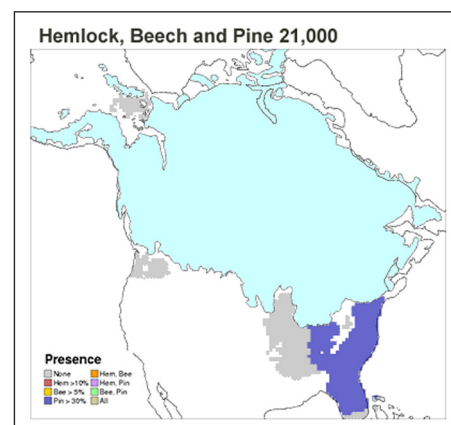 Hemlock, Beech and Pine 21,000
Presence
None
Hem >10%
Bee > 5%
Pin > 30%
Hem, Bee
Hem, Pin
Bee, Pin
All